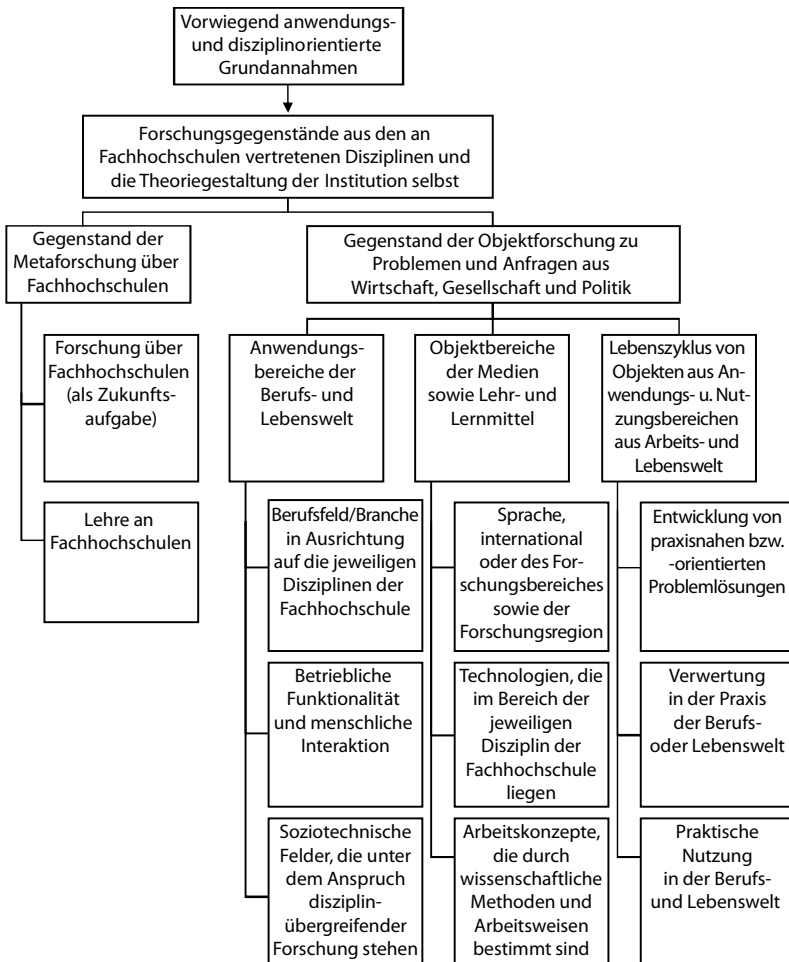 Vorwiegend anwendungs-
und disziplinorientierte
Grundannahmen
Forschungsgegenstände aus den an
Fachhochschulen vertretenen Disziplinen und
die Theoriegestaltung der Institution selbst
Gegenstand der
Metaforschung über
Fachhochschulen
Gegenstand der Objektforschung zu
Problemen und Anfragen aus
Wirtschaft, Gesellschaft und Politik
Forschung über
Fachhochschulen
(als Zukunfts-
aufgabe)
Lehre an
Fachhochschulen
Anwendungs-
bereiche der
Berufs- und
Lebenswelt
Berufsfeld/Branche
in Ausrichtung
auf die jeweiligen
Disziplinen der
Fachhochschule
Betriebliche
Funktionalität
und menschliche
Interaktion
Soziotechnische
Felder, die unter
dem Anspruch
disziplin-
übergreifender
Forschung stehen
Objektbereiche
der Medien
sowie Lehr- und
Lernmittel
Sprache,
international
oder des For-
schungsbereiches
sowie der
Forschungsregion
Technologien, die
im Bereich der
jeweiligen
Disziplin der
Fachhochschule
liegen
Arbeitskonzepte,
die durch
wissenschaftliche
Methoden und
Arbeitsweisen
bestimmt sind
Lebenszyklus von
Objekten aus An-
wendungs- u. Nut-
zungsbereichen
aus Arbeits- und
Lebenswelt
Entwicklung von
praxisnahen bzw.
-orientierten
Problemlösungen
Verwertung
in der Praxis
der Berufs-
oder Lebenswelt
Praktische
Nutzung
in der Berufs-
und Lebenswelt